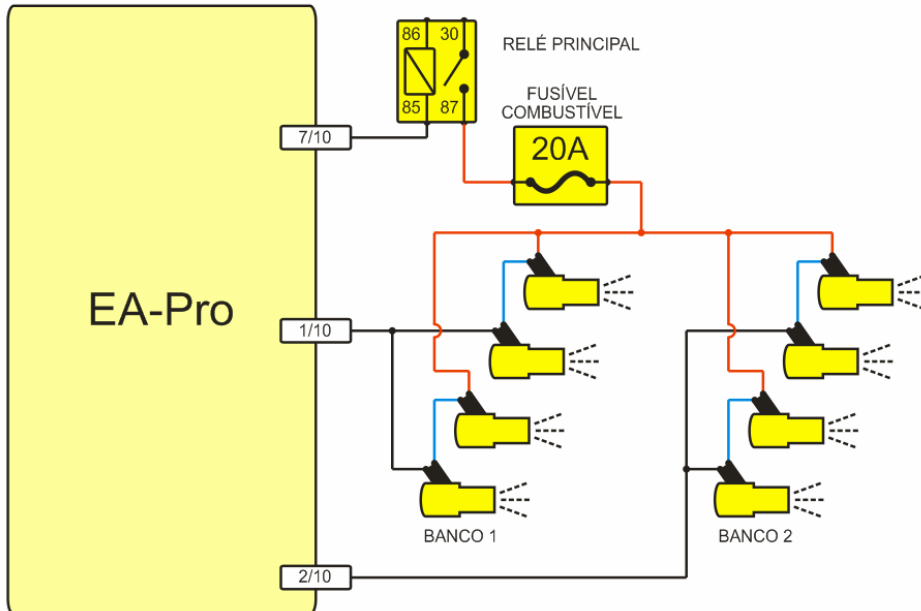 86 30
RELÉ PRINCIPAL
85 87
FUSÍVEL
COMBUSTÍVEL
20A
7/10
EA-Pro
1/10
BANCO 1
BANCO 2
2/10